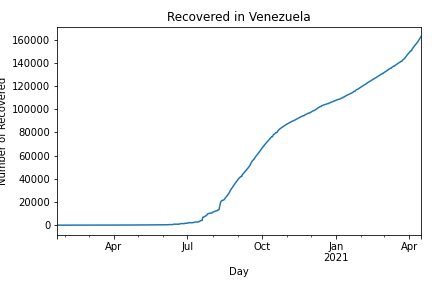 Recovered in Venezuela
160000
140000
120000
100000
80000
60000
40000
20000
0
Number of Recovered
Apr
Jul
Oct
Jan
2021
Apr
Day